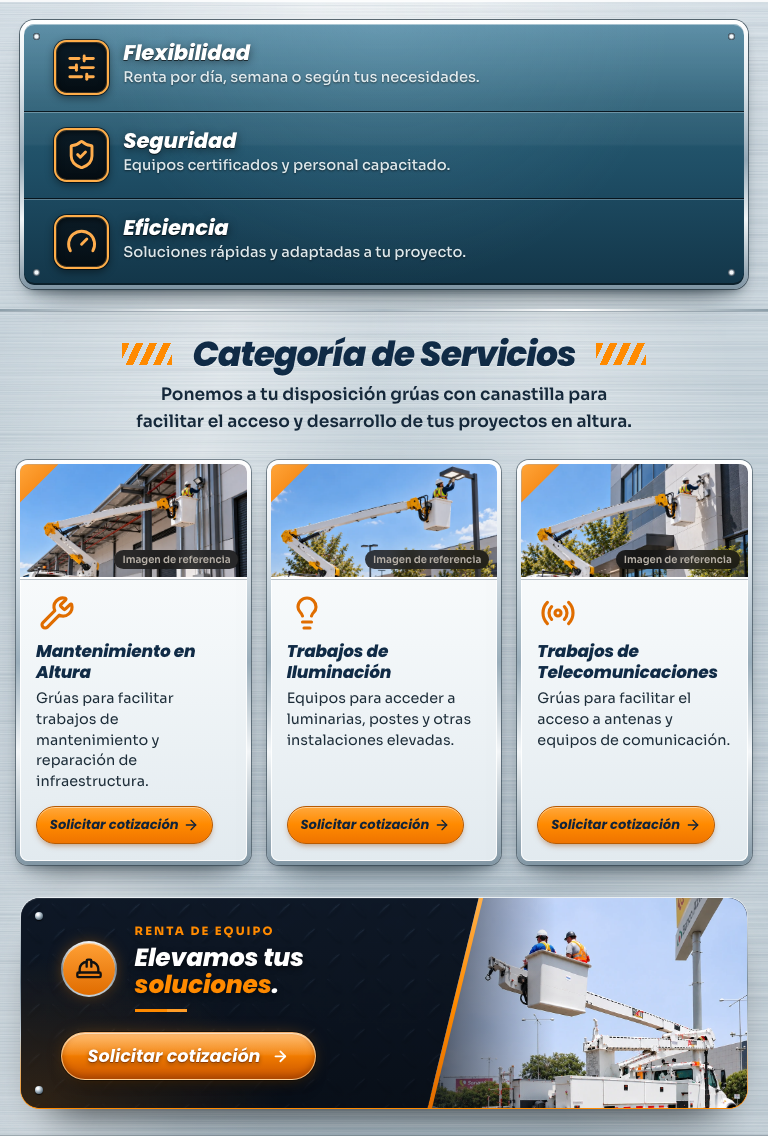 Flexibilidad
Renta por día, semana o según tus necesidades.
Seguridad
Equipos certificados y personal capacitado.
Eficiencia
Soluciones rápidas y adaptadas a tu proyecto.
Categoría de Servicios
Ponemos a tu disposición grúas con canastilla para
facilitar el acceso y desarrollo de tus proyectos en altura.
Imagen de referencia
Mantenimiento en
Altura
Grúas para facilitar
trabajos de
mantenimiento y
reparación de
infraestructura.
Solicitar cotización →
Imagen de referencia
Trabajos de
Iluminación
Equipos para acceder a
luminarias, postes y otras
instalaciones elevadas.
Solicitar cotización →
Imagen de referencia
Trabajos de
Telecomunicaciones
Grúas para facilitar el
acceso a antenas y
equipos de comunicación.
Solicitar cotización →
RENTA DE EQUIPO
Elevamos tus
soluciones.
Solicitar cotización →